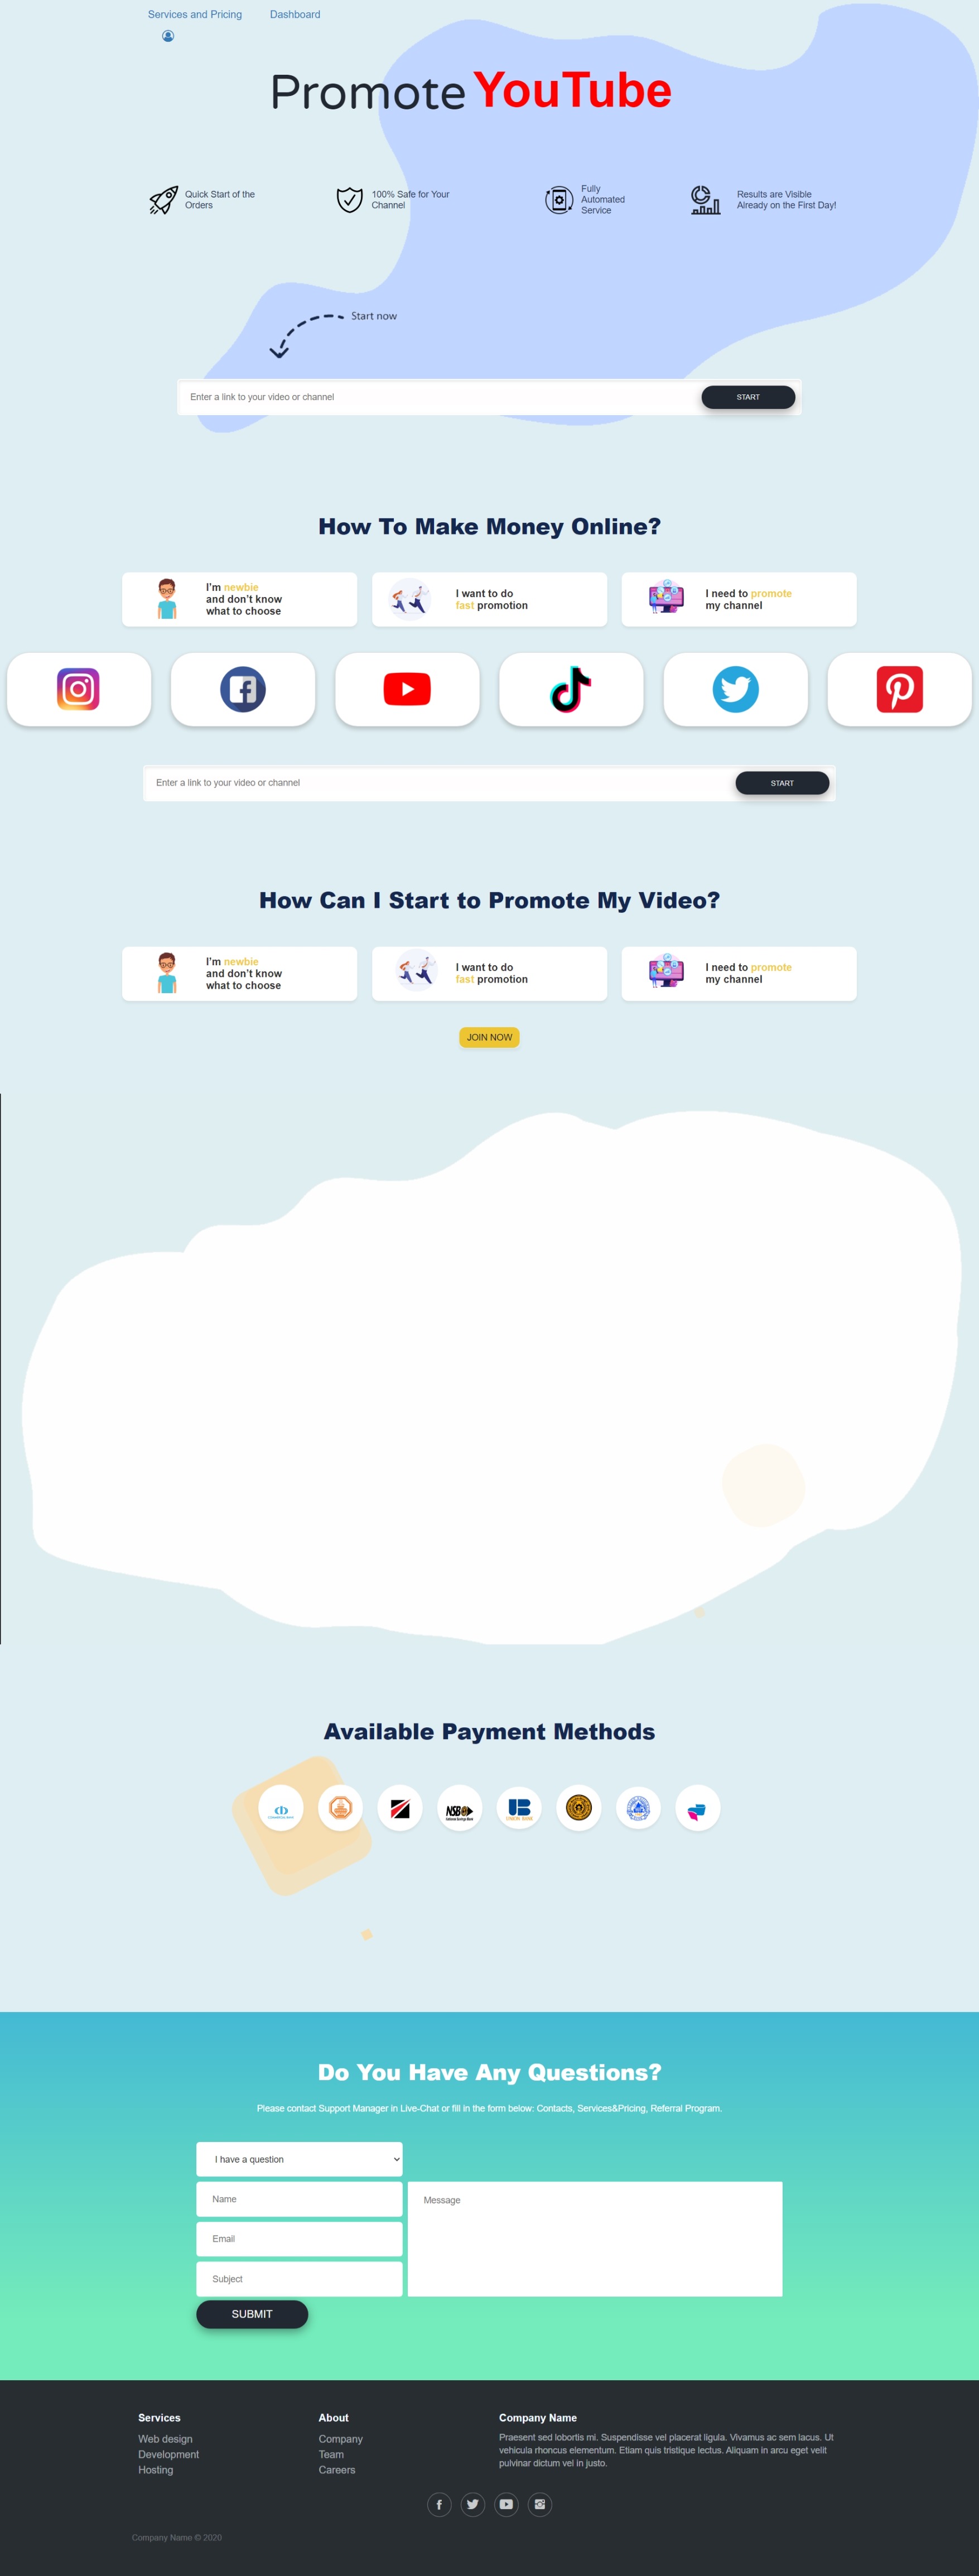 Services and Pricing
Dashboard
Promote YouTube
Quick Start of the
Orders
100% Safe for Your
Channel
Fully
Automated
Service
Results are Visible
Already on the First Day!
Start now
Enter a link to your video or channel
START
How To Make Money Online?
I'm newbie
and don't know
what to choose
I want to do
fast promotion
I need to promote
my channel
Enter a link to your video or channel
START
How Can I Start to Promote My Video?
I'm newbie
and don't know
what to choose
I want to do
fast promotion
I need to promote
my channel
JOIN NOW
Available Payment Methods
NSB
UB
Do You Have Any Questions?
Please contact Support Manager in Live-Chat or fill in the form below: Contacts, Services&Pricing, Referral Program.
I have a question
Name
Message
Email
Subject
SUBMIT
Services
Web design
Development
Hosting
About
Company
Team
Careers
Company Name
Praesent sed lobortis mi. Suspendisse vel placerat ligula. Vivamus ac sem lacus. Ut
vehicula rhoncus elementum. Etiam quis tristique lectus. Aliquam in arcu eget velit
pulvinar dictum vel in justo.
Company Name © 2020